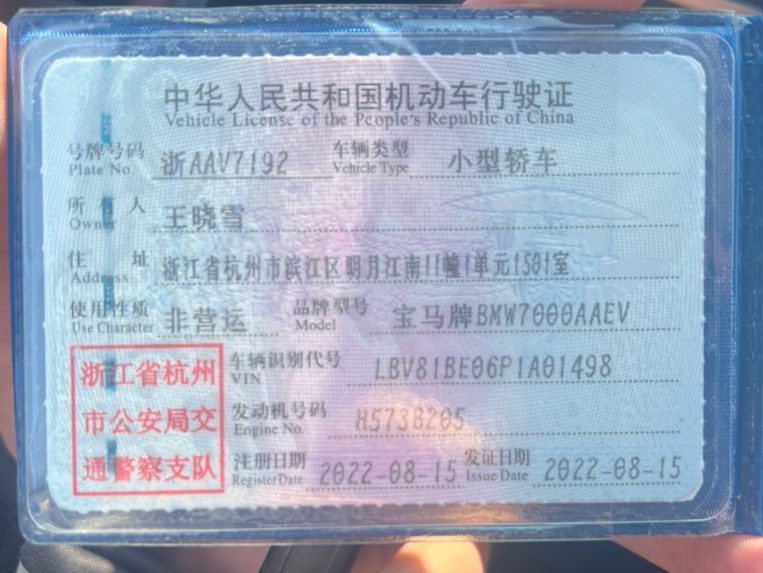 中华人民共和国机动车行驶证
Vehicle License of the People's Republic of China
号牌号码 浙AAV7192 车辆类型 小型轿车
Plate No. Vehicle Type
所有人 王晓雪
Owner
住址 浙江省杭州市滨江区明月江南11幢1单元1501室
Address
使用性质 非营运 品牌型号 宝马牌BMW7000AAEV
Use Character Model
浙江省杭州 车辆识别代号 LBV81BE06P1A01498
VIN
市公安局交 发动机号码 H573B205
Engine No.
通警察支队 注册日期 2022-08-15 发证日期 2022-08-15
Register Date Issue Date